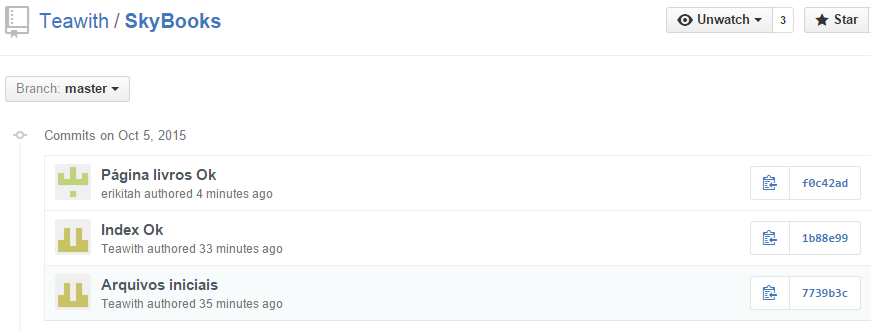 Teawith / SkyBooks
Unwatch 3 Star
Branch: master
Commits on Oct 5, 2015
Página livros Ok
erikitah authored 4 minutes ago
f0c42ad
Index Ok
Teawith authored 33 minutes ago
1b88e99
Arquivos iniciais
Teawith authored 35 minutes ago
7739b3c